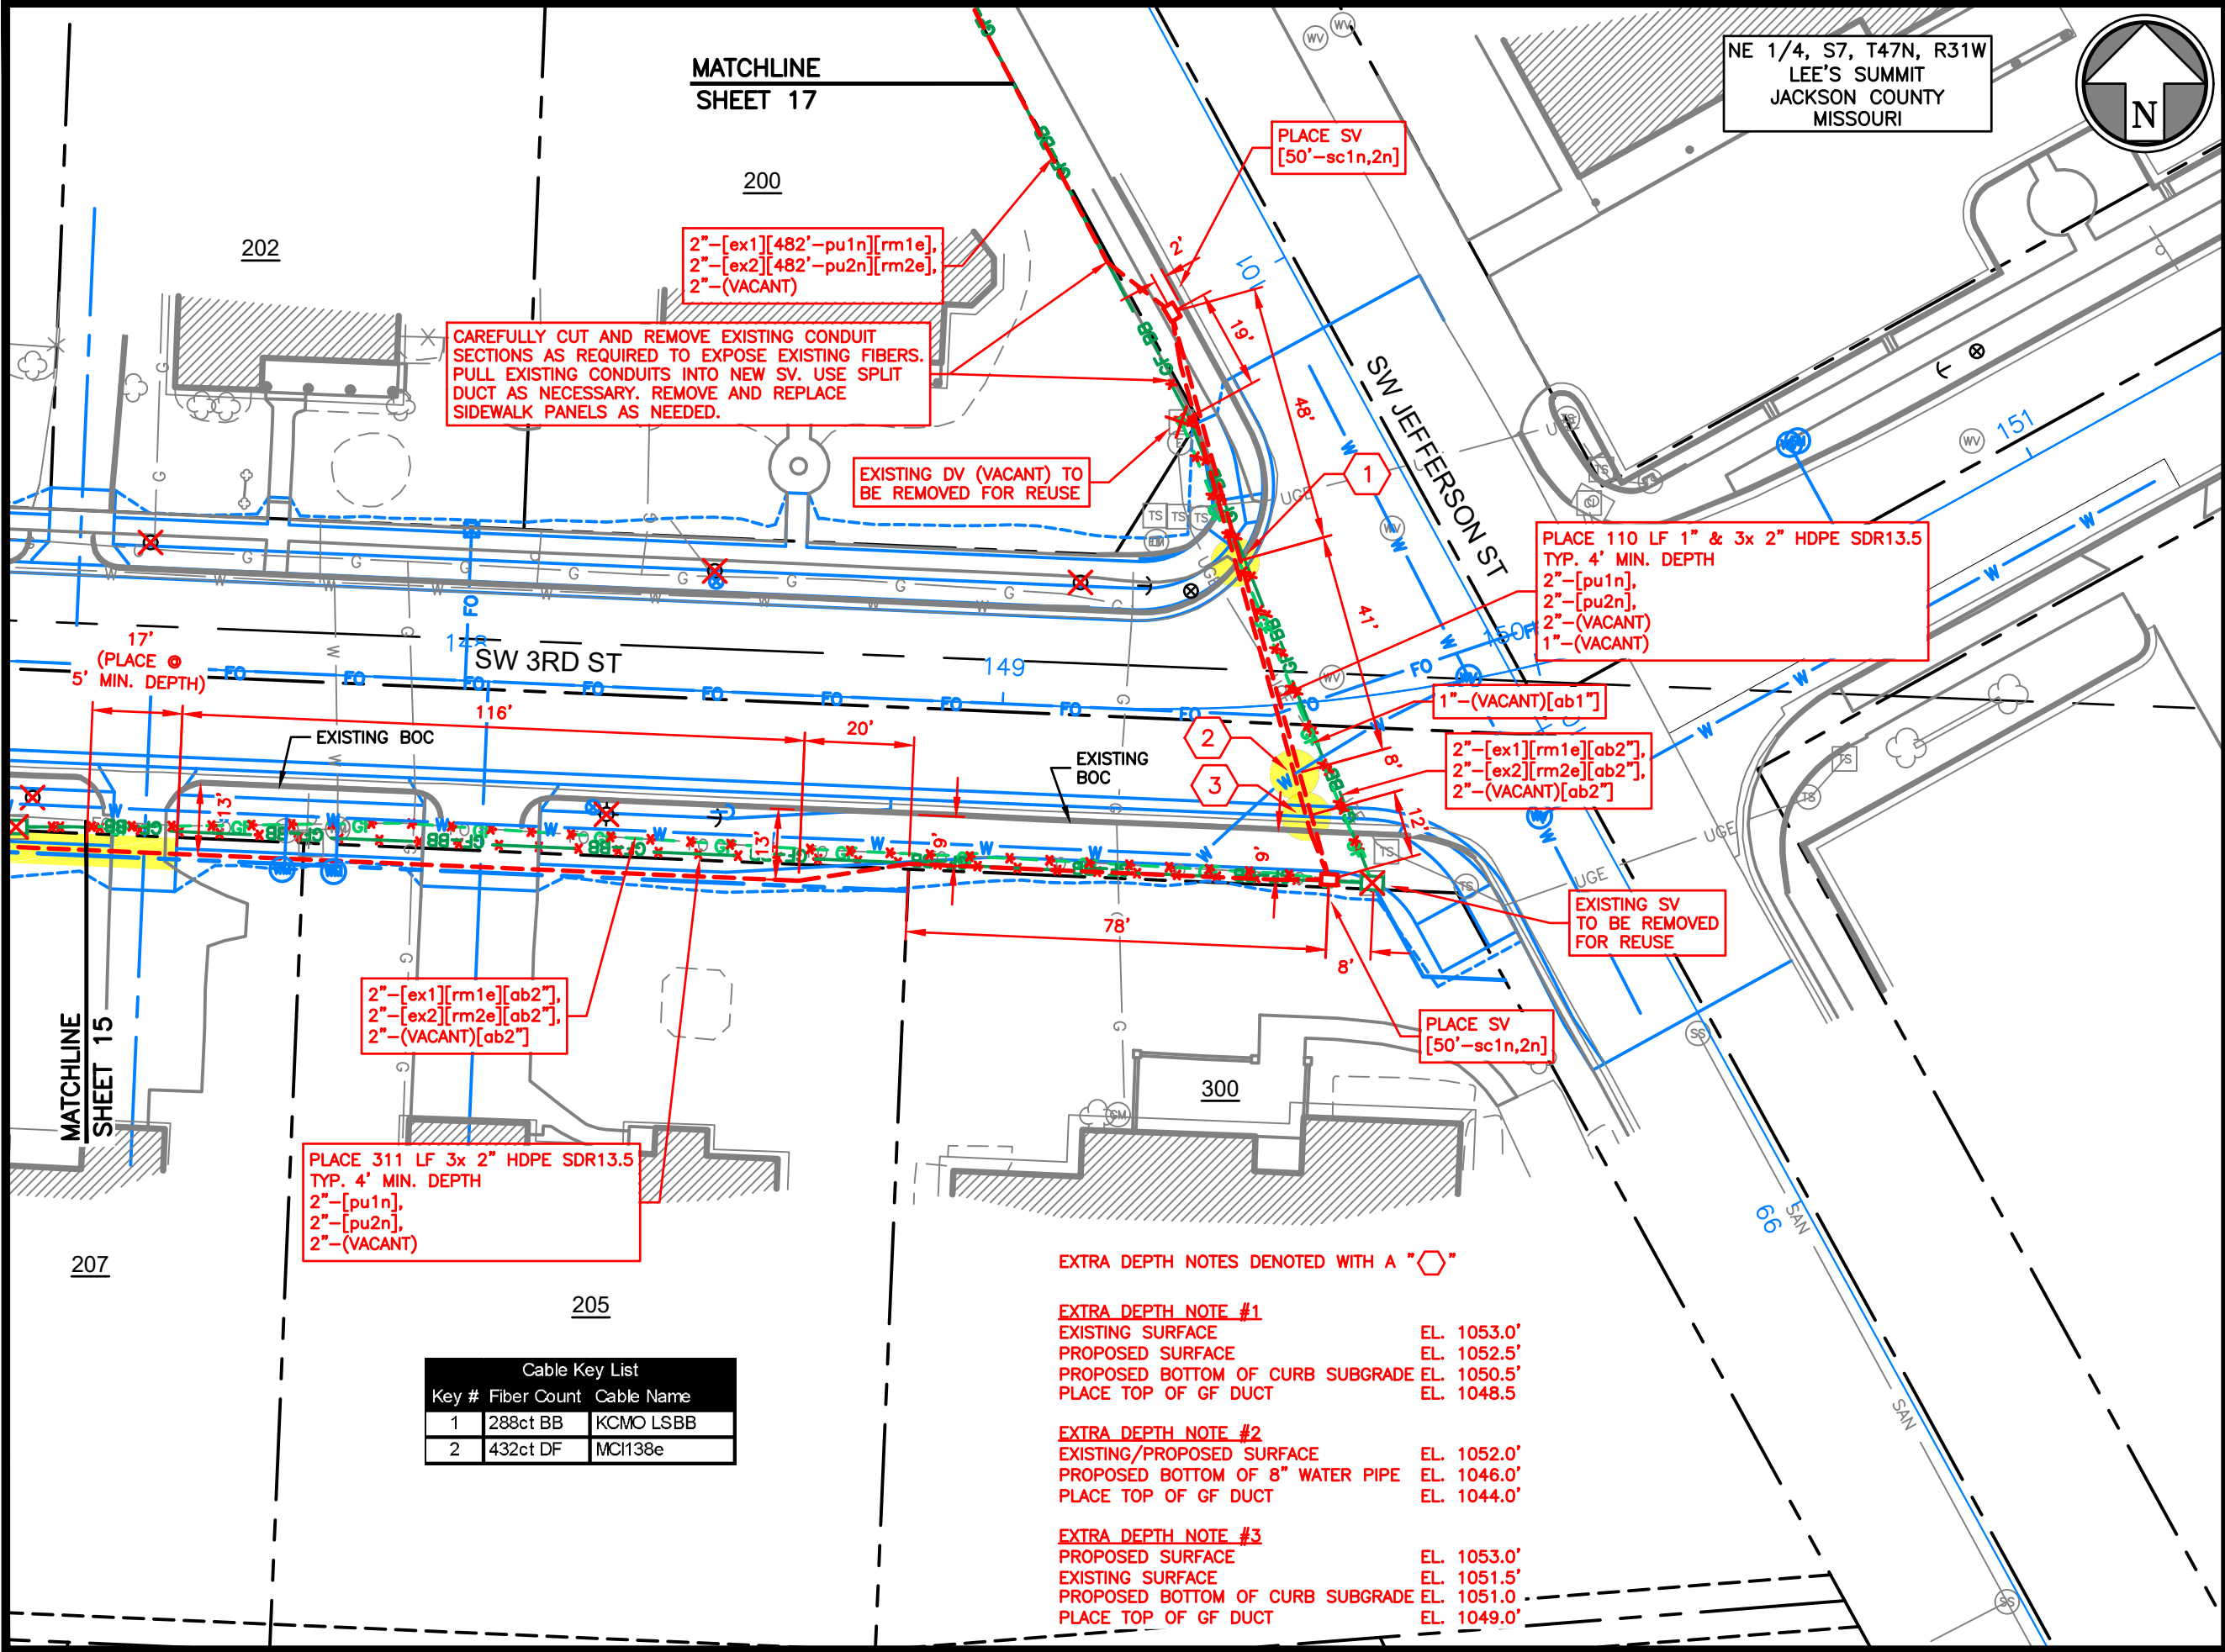 MATCHLINE
SHEET 17
NE 1/4, S7, T47N, R31W
LEE'S SUMMIT
JACKSON COUNTY
MISSOURI
N
PLACE SV
[50'-sc1n,2n]
200
202
2"-[ex1][482'-pu1n][rm1e],
2"-[ex2][482'-pu2n][rm2e],
2"-(VACANT)
CAREFULLY CUT AND REMOVE EXISTING CONDUIT
SECTIONS AS REQUIRED TO EXPOSE EXISTING FIBERS.
PULL EXISTING CONDUITS INTO NEW SV. USE SPLIT
DUCT AS NECESSARY. REMOVE AND REPLACE
SIDEWALK PANELS AS NEEDED.
EXISTING DV (VACANT) TO
BE REMOVED FOR REUSE
2'
19'
48'
41'
8'
12'
101
SW JEFFERSON ST
151
1
PLACE 110 LF 1" & 3x 2" HDPE SDR13.5
TYP. 4' MIN. DEPTH
2"-[pu1n],
2"-[pu2n],
2"-(VACANT)
1"-(VACANT)
1"-(VACANT)[ab1"]
2"-[ex1][rm1e][ab2"],
2"-[ex2][rm2e][ab2"],
2"-(VACANT)[ab2"]
SW 3RD ST
149
150
17'
(PLACE @
5' MIN. DEPTH)
116'
20'
EXISTING BOC
EXISTING
BOC
2
3
13'
13'
9'
9'
78'
8'
EXISTING SV
TO BE REMOVED
FOR REUSE
PLACE SV
[50'-sc1n,2n]
2"-[ex1][rm1e][ab2"],
2"-[ex2][rm2e][ab2"],
2"-(VACANT)[ab2"]
MATCHLINE
SHEET 15
300
PLACE 311 LF 3x 2" HDPE SDR13.5
TYP. 4' MIN. DEPTH
2"-[pu1n],
2"-[pu2n],
2"-(VACANT)
207
205
99
SAN
SAN
Cable Key List
Key # Fiber Count Cable Name
1 288ct BB KCMO LSBB
2 432ct DF MCI138e
EXTRA DEPTH NOTES DENOTED WITH A " "
EXTRA DEPTH NOTE #1
EXISTING SURFACE EL. 1053.0'
PROPOSED SURFACE EL. 1052.5'
PROPOSED BOTTOM OF CURB SUBGRADE EL. 1050.5'
PLACE TOP OF GF DUCT EL. 1048.5
EXTRA DEPTH NOTE #2
EXISTING/PROPOSED SURFACE EL. 1052.0'
PROPOSED BOTTOM OF 8" WATER PIPE EL. 1046.0'
PLACE TOP OF GF DUCT EL. 1044.0'
EXTRA DEPTH NOTE #3
PROPOSED SURFACE EL. 1053.0'
EXISTING SURFACE EL. 1051.5'
PROPOSED BOTTOM OF CURB SUBGRADE EL. 1051.0
PLACE TOP OF GF DUCT EL. 1049.0'